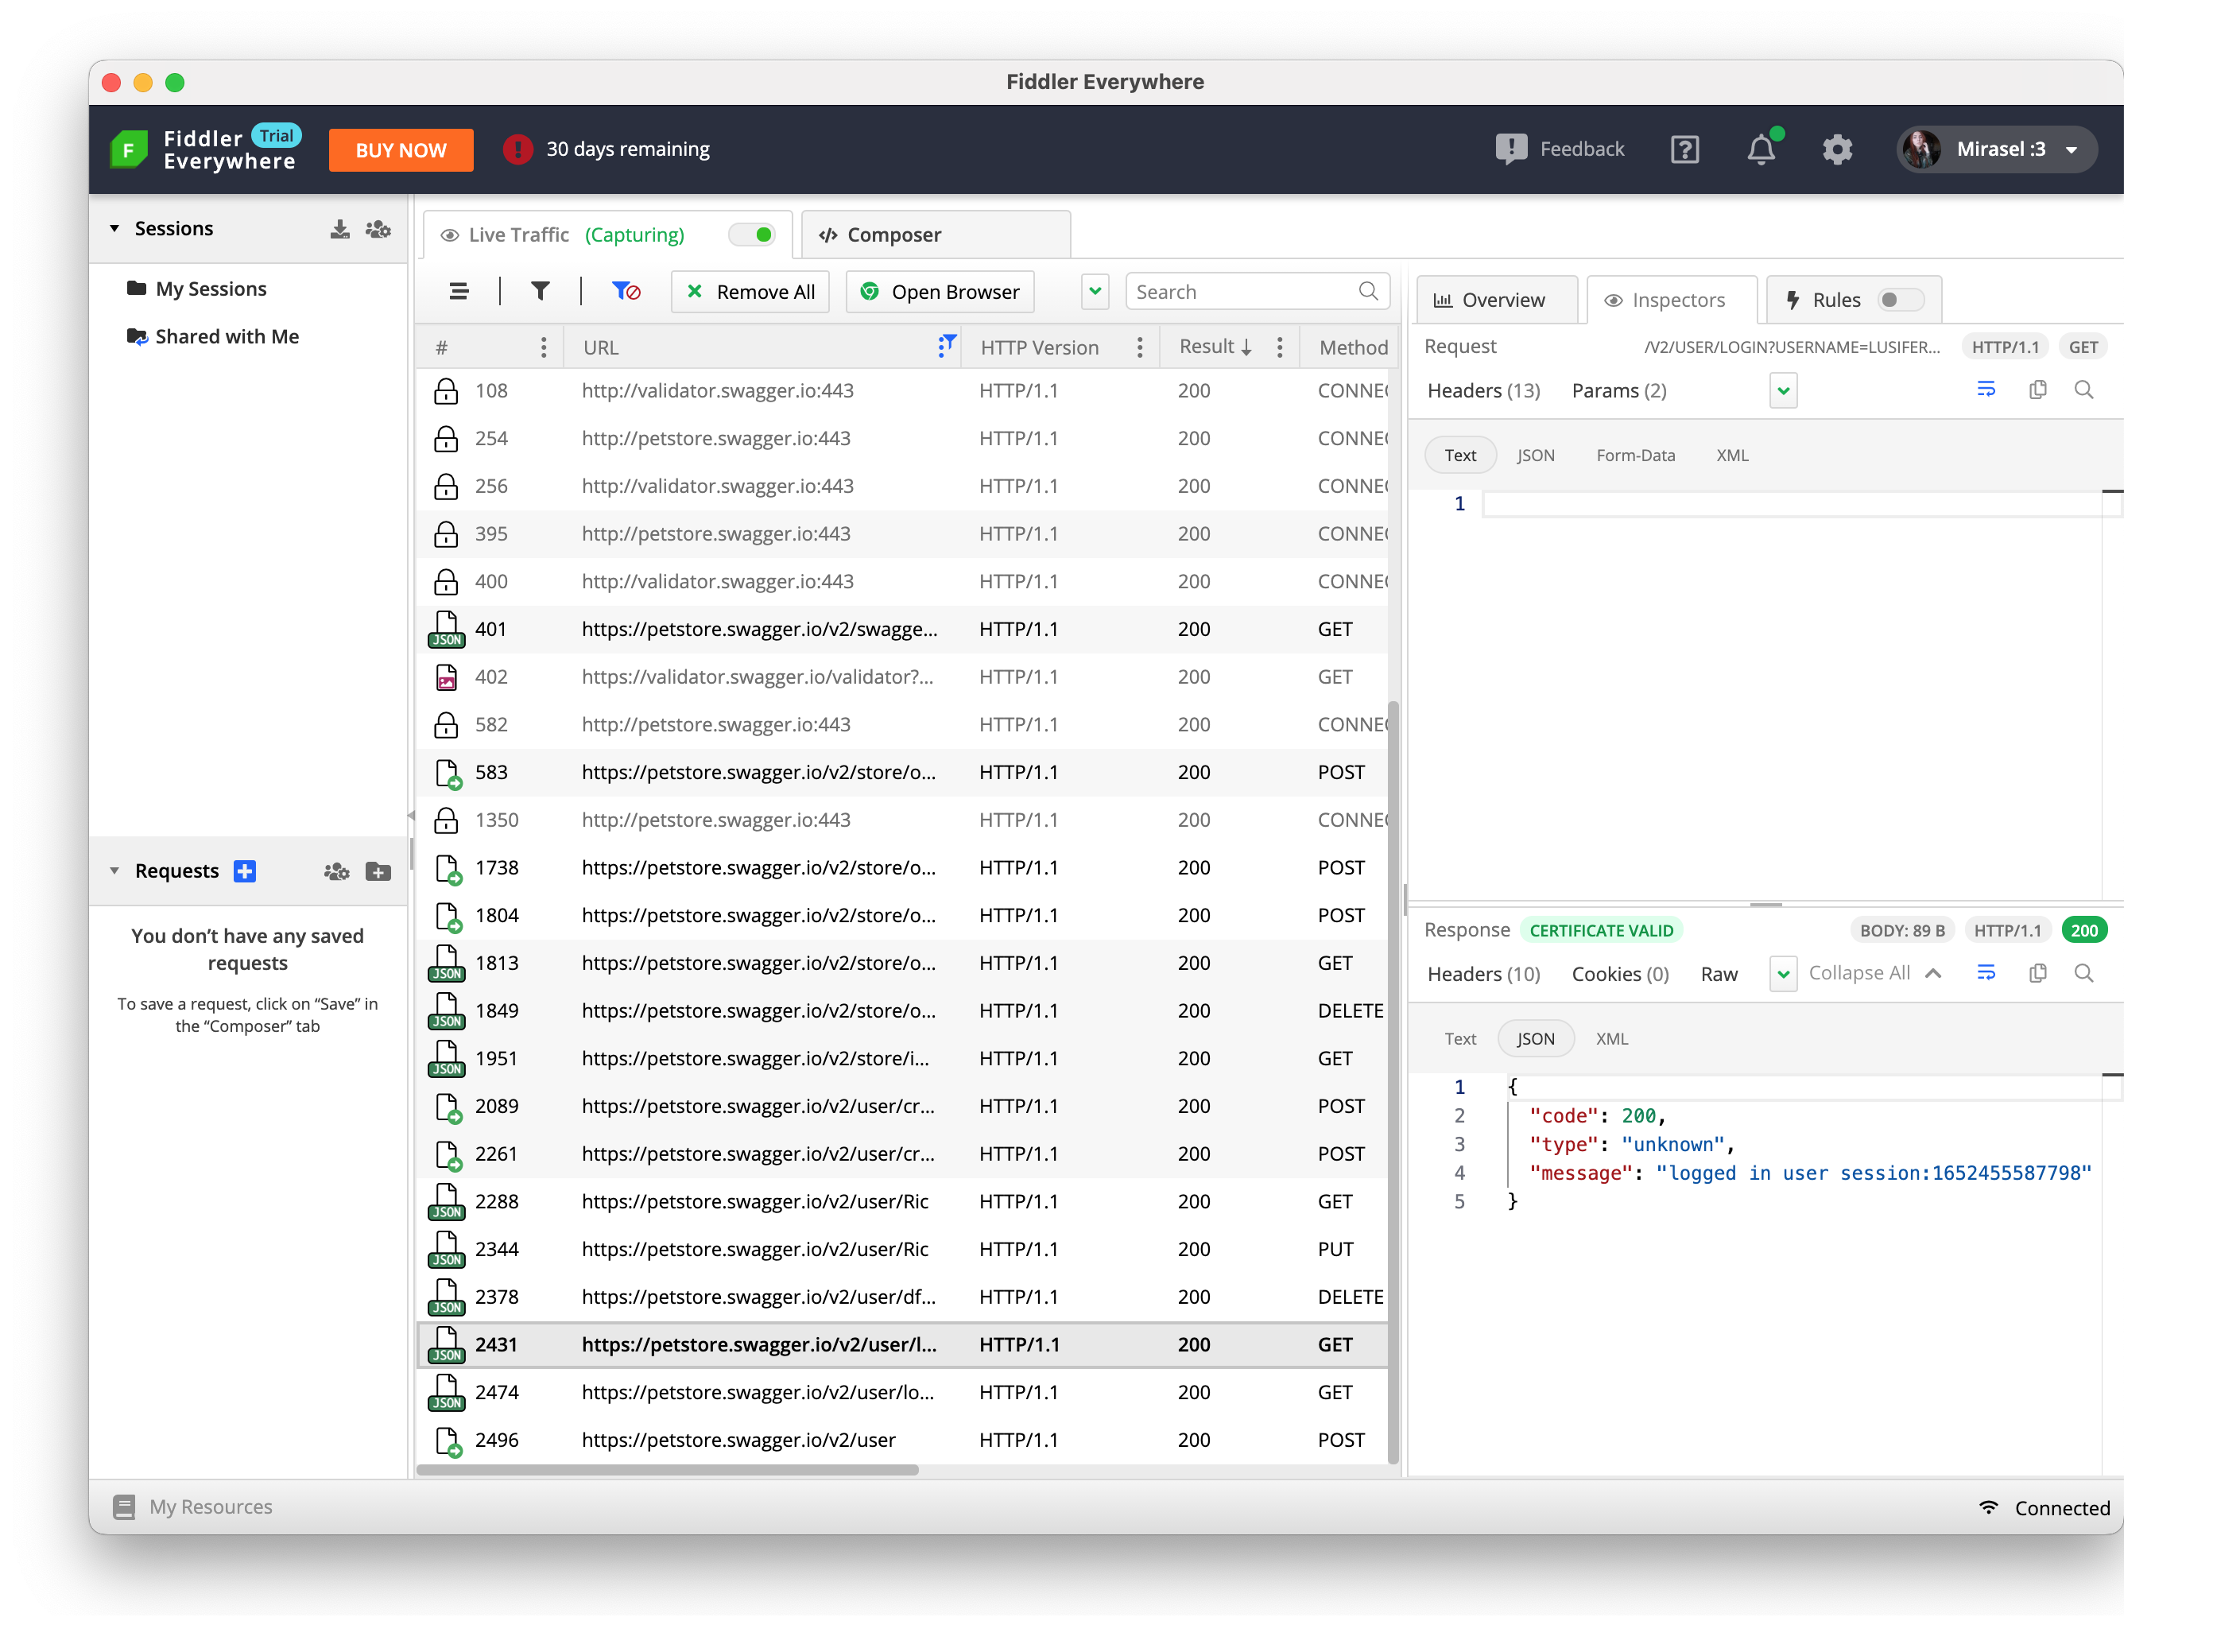 Fiddler Everywhere
Fiddler Trial
Everywhere
BUY NOW
30 days remaining
Feedback
Mirasel :3
Sessions
My Sessions
Shared with Me
Requests
You don’t have any saved
requests
To save a request, click on “Save” in
the “Composer” tab
Live Traffic (Capturing)
Composer
Remove All
Open Browser
Search
# URL HTTP Version Result Method
108 http://validator.swagger.io:443 HTTP/1.1 200 CONNEC
254 http://petstore.swagger.io:443 HTTP/1.1 200 CONNEC
256 http://validator.swagger.io:443 HTTP/1.1 200 CONNEC
395 http://petstore.swagger.io:443 HTTP/1.1 200 CONNEC
400 http://validator.swagger.io:443 HTTP/1.1 200 CONNEC
JSON 401 https://petstore.swagger.io/v2/swagge... HTTP/1.1 200 GET
402 https://validator.swagger.io/validator?... HTTP/1.1 200 GET
582 http://petstore.swagger.io:443 HTTP/1.1 200 CONNEC
583 https://petstore.swagger.io/v2/store/o... HTTP/1.1 200 POST
1350 http://petstore.swagger.io:443 HTTP/1.1 200 CONNEC
1738 https://petstore.swagger.io/v2/store/o... HTTP/1.1 200 POST
1804 https://petstore.swagger.io/v2/store/o... HTTP/1.1 200 POST
JSON 1813 https://petstore.swagger.io/v2/store/o... HTTP/1.1 200 GET
JSON 1849 https://petstore.swagger.io/v2/store/o... HTTP/1.1 200 DELETE
JSON 1951 https://petstore.swagger.io/v2/store/i... HTTP/1.1 200 GET
2089 https://petstore.swagger.io/v2/user/cr... HTTP/1.1 200 POST
2261 https://petstore.swagger.io/v2/user/cr... HTTP/1.1 200 POST
JSON 2288 https://petstore.swagger.io/v2/user/Ric HTTP/1.1 200 GET
JSON 2344 https://petstore.swagger.io/v2/user/Ric HTTP/1.1 200 PUT
JSON 2378 https://petstore.swagger.io/v2/user/df... HTTP/1.1 200 DELETE
JSON 2431 https://petstore.swagger.io/v2/user/l... HTTP/1.1 200 GET
JSON 2474 https://petstore.swagger.io/v2/user/lo... HTTP/1.1 200 GET
2496 https://petstore.swagger.io/v2/user HTTP/1.1 200 POST
Overview
Inspectors
Rules
Request /V2/USER/LOGIN?USERNAME=LUSIFER... HTTP/1.1 GET
Headers (13) Params (2)
Text JSON Form-Data XML
1
Response CERTIFICATE VALID BODY: 89 B HTTP/1.1 200
Headers (10) Cookies (0) Raw Collapse All
Text JSON XML
1 {
2 "code": 200,
3 "type": "unknown",
4 "message": "logged in user session:1652455587798"
5 }
My Resources
Connected